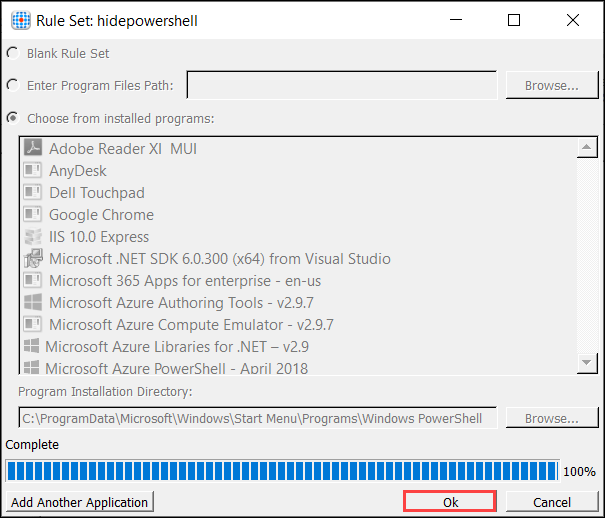 Rule Set: hidepowershell
Blank Rule Set
Enter Program Files Path:
Browse...
Choose from installed programs:
Adobe Reader XI  MUI
AnyDesk
Dell Touchpad
Google Chrome
IIS 10.0 Express
Microsoft .NET SDK 6.0.300 (x64) from Visual Studio
Microsoft 365 Apps for enterprise - en-us
Microsoft Azure Authoring Tools - v2.9.7
Microsoft Azure Compute Emulator - v2.9.7
Microsoft Azure Libraries for .NET – v2.9
Microsoft Azure PowerShell - April 2018
Program Installation Directory:
C:\ProgramData\Microsoft\Windows\Start Menu\Programs\Windows PowerShell
Browse...
Complete
100%
Add Another Application
Ok
Cancel